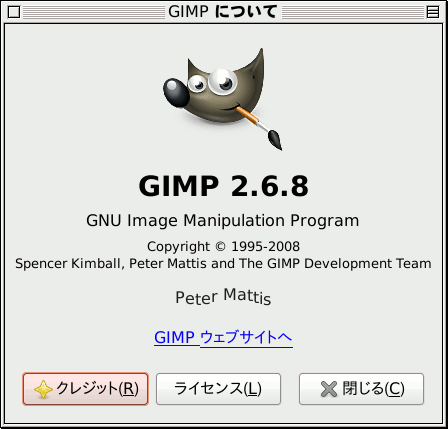 GIMP について
GIMP 2.6.8
GNU Image Manipulation Program
Copyright © 1995-2008
Spencer Kimball, Peter Mattis and The GIMP Development Team
Peter Mattis
GIMP ウェブサイトへ
クレジット(R) ライセンス(L) 閉じる(C)